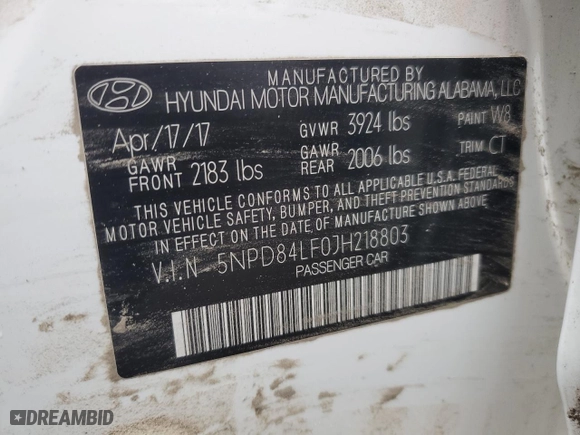 MANUFACTURED BY
HYUNDAI MOTOR MANUFACTURING ALABAMA, LLC
Apr/17/17 GVWR 3924 lbs PAINT W8
GAWR FRONT 2183 lbs GAWR REAR 2006 lbs TRIM CT
THIS VEHICLE CONFORMS TO ALL APPLICABLE U.S.A. FEDERAL
MOTOR VEHICLE SAFETY, BUMPER, AND THEFT PREVENTION STANDARDS
IN EFFECT ON THE DATE OF MANUFACTURE SHOWN ABOVE
V.I.N 5NPD84LF0JH218803
PASSENGER CAR
DREAMBID